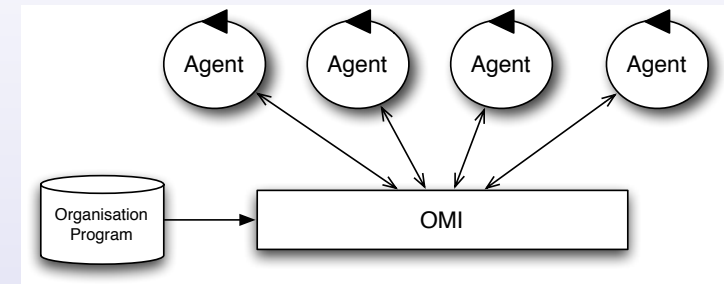 Agent
Agent
Agent
Agent
Organisation
Program
OMI